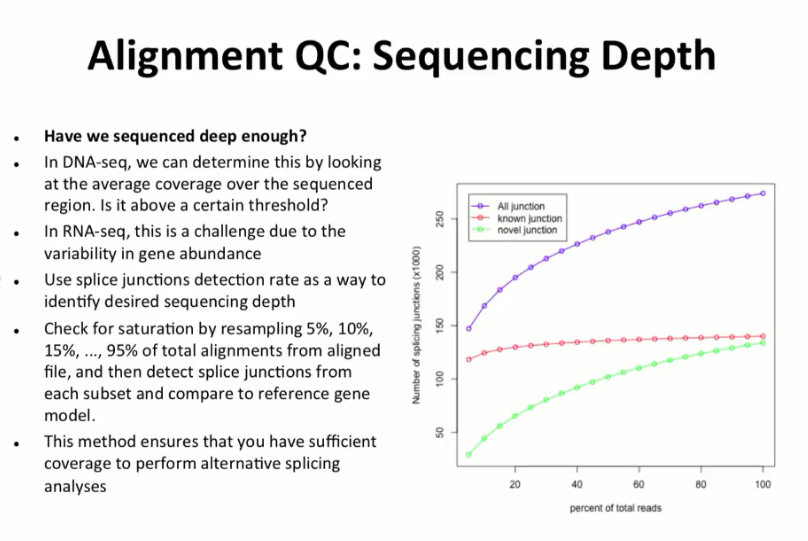 Alignment QC: Sequencing Depth
• Have we sequenced deep enough?
• In DNA-seq, we can determine this by looking
at the average coverage over the sequenced
region. Is it above a certain threshold?
• In RNA-seq, this is a challenge due to the
variability in gene abundance
• Use splice junctions detection rate as a way to
identify desired sequencing depth
• Check for saturation by resampling 5%, 10%,
15%, ..., 95% of total alignments from aligned
file, and then detect splice junctions from
each subset and compare to reference gene
model.
• This method ensures that you have sufficient
coverage to perform alternative splicing
analyses
All junction
known junction
novel junction
Number of splicing junctions (x1000)
250
200
150
100
50
20 40 60 80 100
percent of total reads